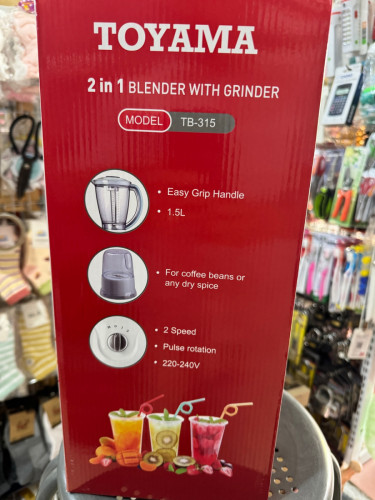 TOYAMA
2 in 1 BLENDER WITH GRINDER
MODEL TB-315
• Easy Grip Handle
• 1.5L
• For coffee beans or
any dry spice
• 2 Speed
• Pulse rotation
• 220-240V